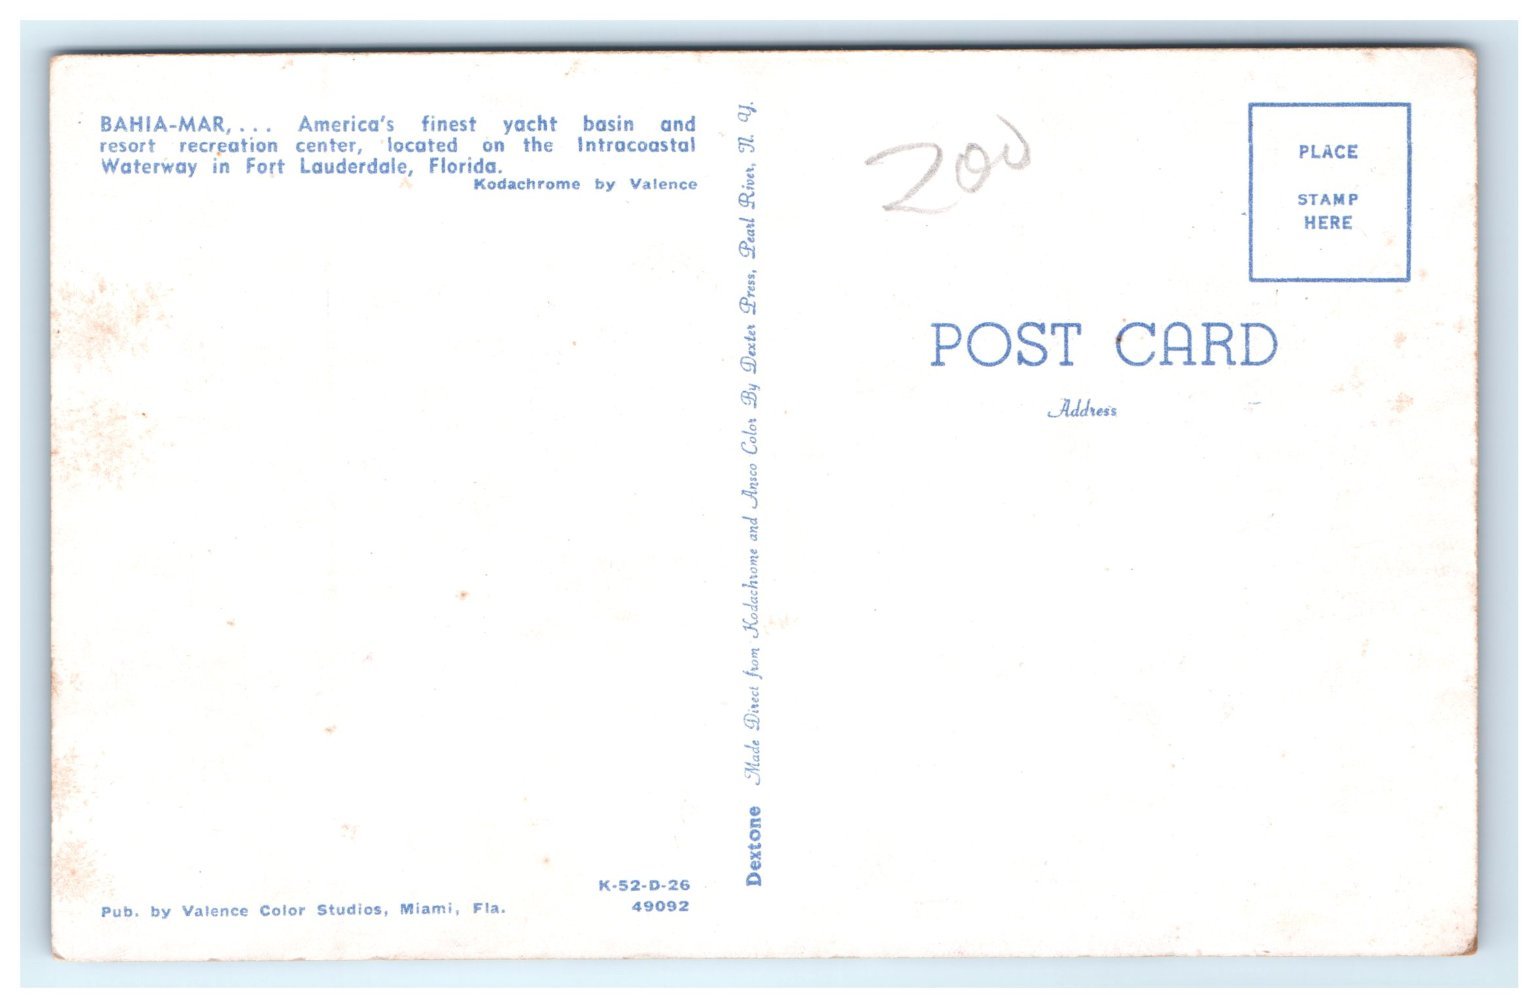 BAHIA-MAR, . . . America's finest yacht basin and
resort recreation center, located on the Intracoastal
Waterway in Fort Lauderdale, Florida.
Kodachrome by Valence
K-52-D-26
Pub. by Valence Color Studios, Miami, Fla.
49092
Dextone Made Direct from Kodachrome and Ansco Color By Dexter Press, Pearl River, N. Y.
200
PLACE
STAMP
HERE
POST CARD
Address